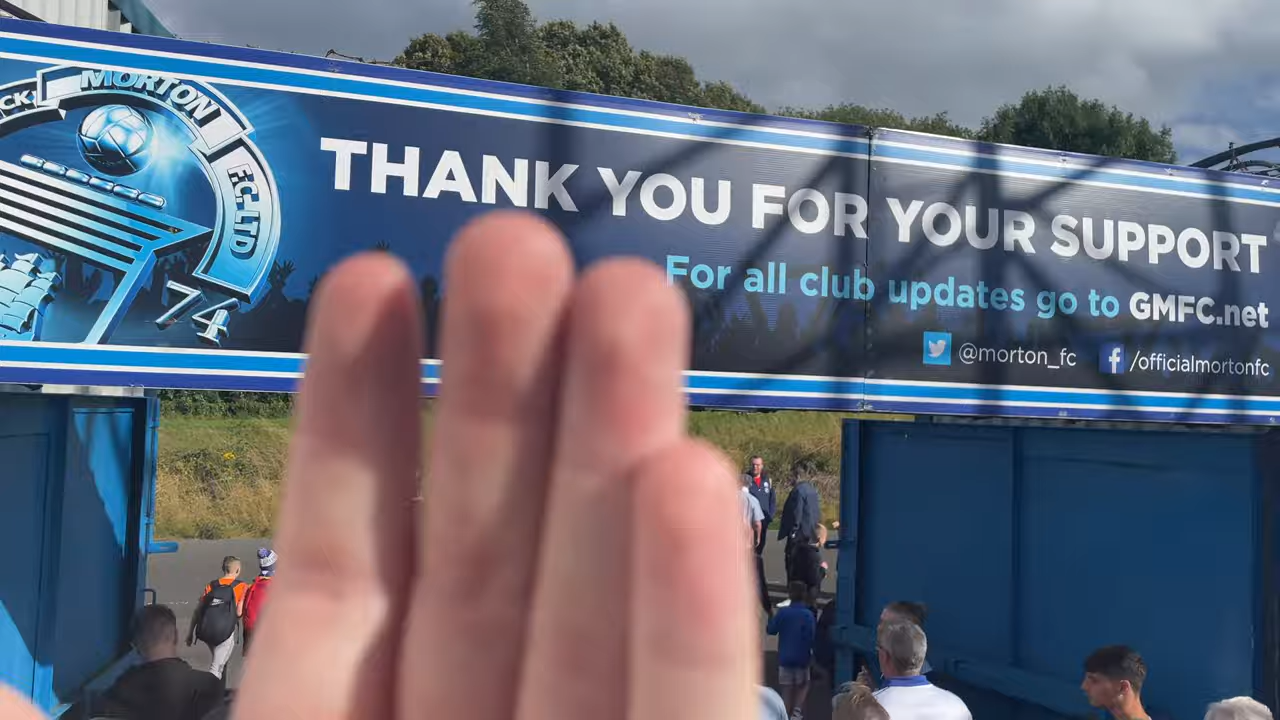 MORTON
F.C.LTD
74
THANK YOU FOR YOUR SUPPORT
For all club updates go to GMFC.net
@morton_fc
/officialmortonfc